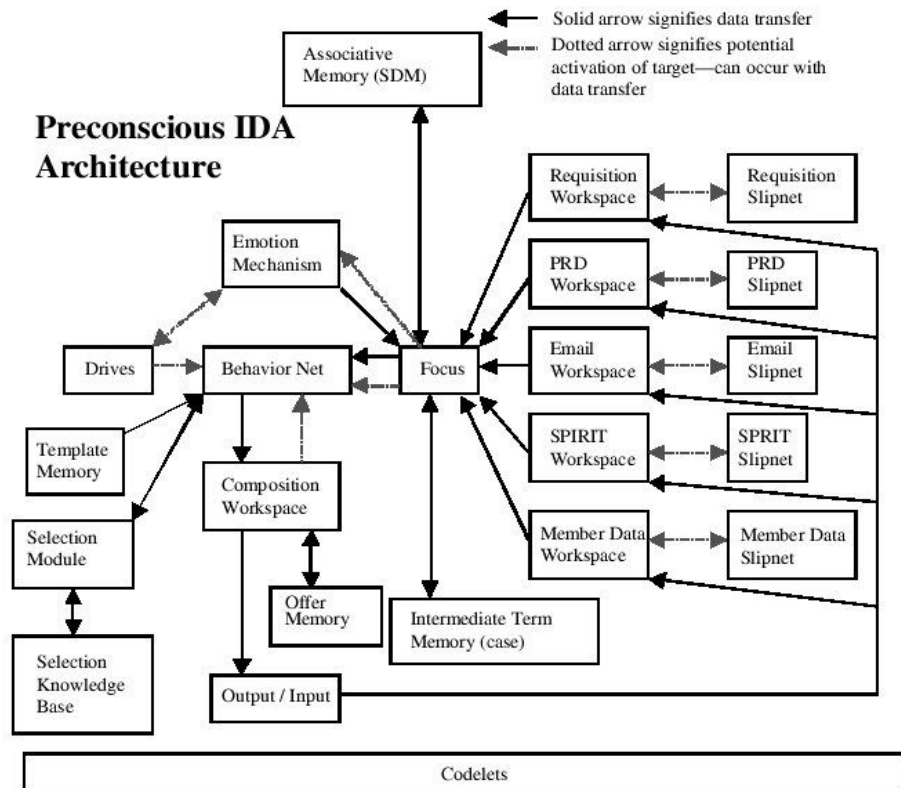 Solid arrow signifies data transfer
Dotted arrow signifies potential
activation of target—can occur with
data transfer
Associative
Memory (SDM)
Preconscious IDA
Architecture
Requisition
Workspace
Requisition
Slipnet
Emotion
Mechanism
PRD
Workspace
PRD
Slipnet
Drives
Behavior Net
Focus
Email
Workspace
Email
Slipnet
Template
Memory
SPIRIT
Workspace
SPRIT
Slipnet
Composition
Workspace
Selection
Module
Member Data
Workspace
Member Data
Slipnet
Offer
Memory
Intermediate Term
Memory (case)
Selection
Knowledge
Base
Output / Input
Codelets